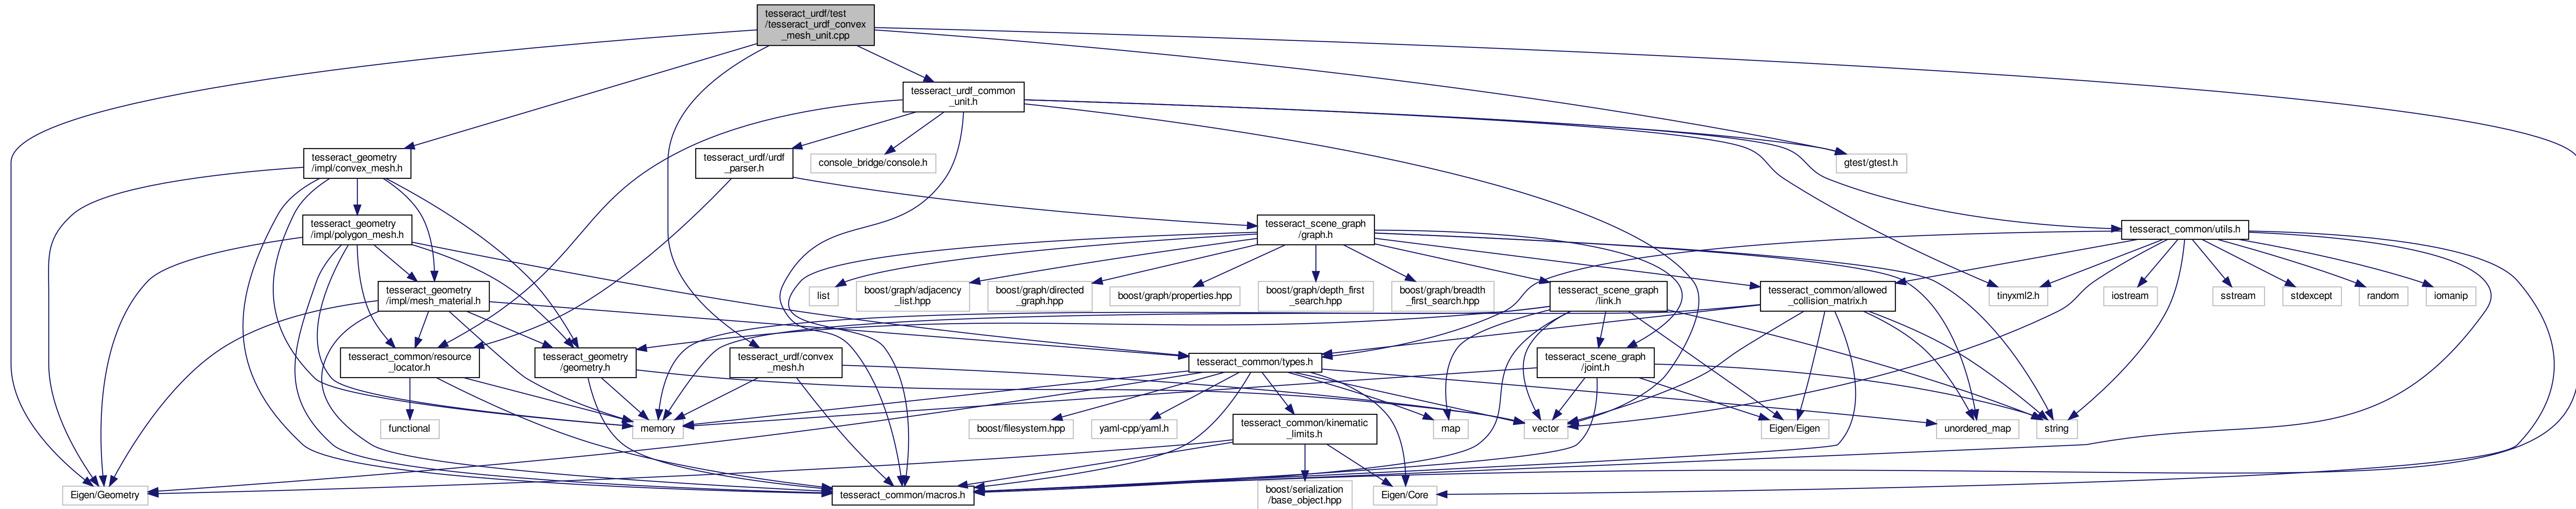 tesseract_urdf/test
/tesseract_urdf_convex
_mesh_unit.cpp
tesseract_urdf_common
_unit.h
tesseract_geometry
/impl/convex_mesh.h
tesseract_urdf/urdf
_parser.h
console_bridge/console.h
gtest/gtest.h
tesseract_geometry
/impl/polygon_mesh.h
tesseract_scene_graph
/graph.h
tesseract_common/utils.h
tesseract_geometry
/impl/mesh_material.h
list
boost/graph/adjacency
_list.hpp
boost/graph/directed
_graph.hpp
boost/graph/properties.hpp
boost/graph/depth_first
_search.hpp
boost/graph/breadth
_first_search.hpp
tesseract_scene_graph
/link.h
tesseract_common/allowed
_collision_matrix.h
tinyxml2.h
iostream
sstream
stdexcept
random
iomanip
tesseract_common/resource
_locator.h
tesseract_geometry
/geometry.h
tesseract_urdf/convex
_mesh.h
tesseract_common/types.h
tesseract_scene_graph
/joint.h
functional
memory
boost/filesystem.hpp
yaml-cpp/yaml.h
tesseract_common/kinematic
_limits.h
map
vector
Eigen/Eigen
unordered_map
string
Eigen/Geometry
tesseract_common/macros.h
boost/serialization
/base_object.hpp
Eigen/Core